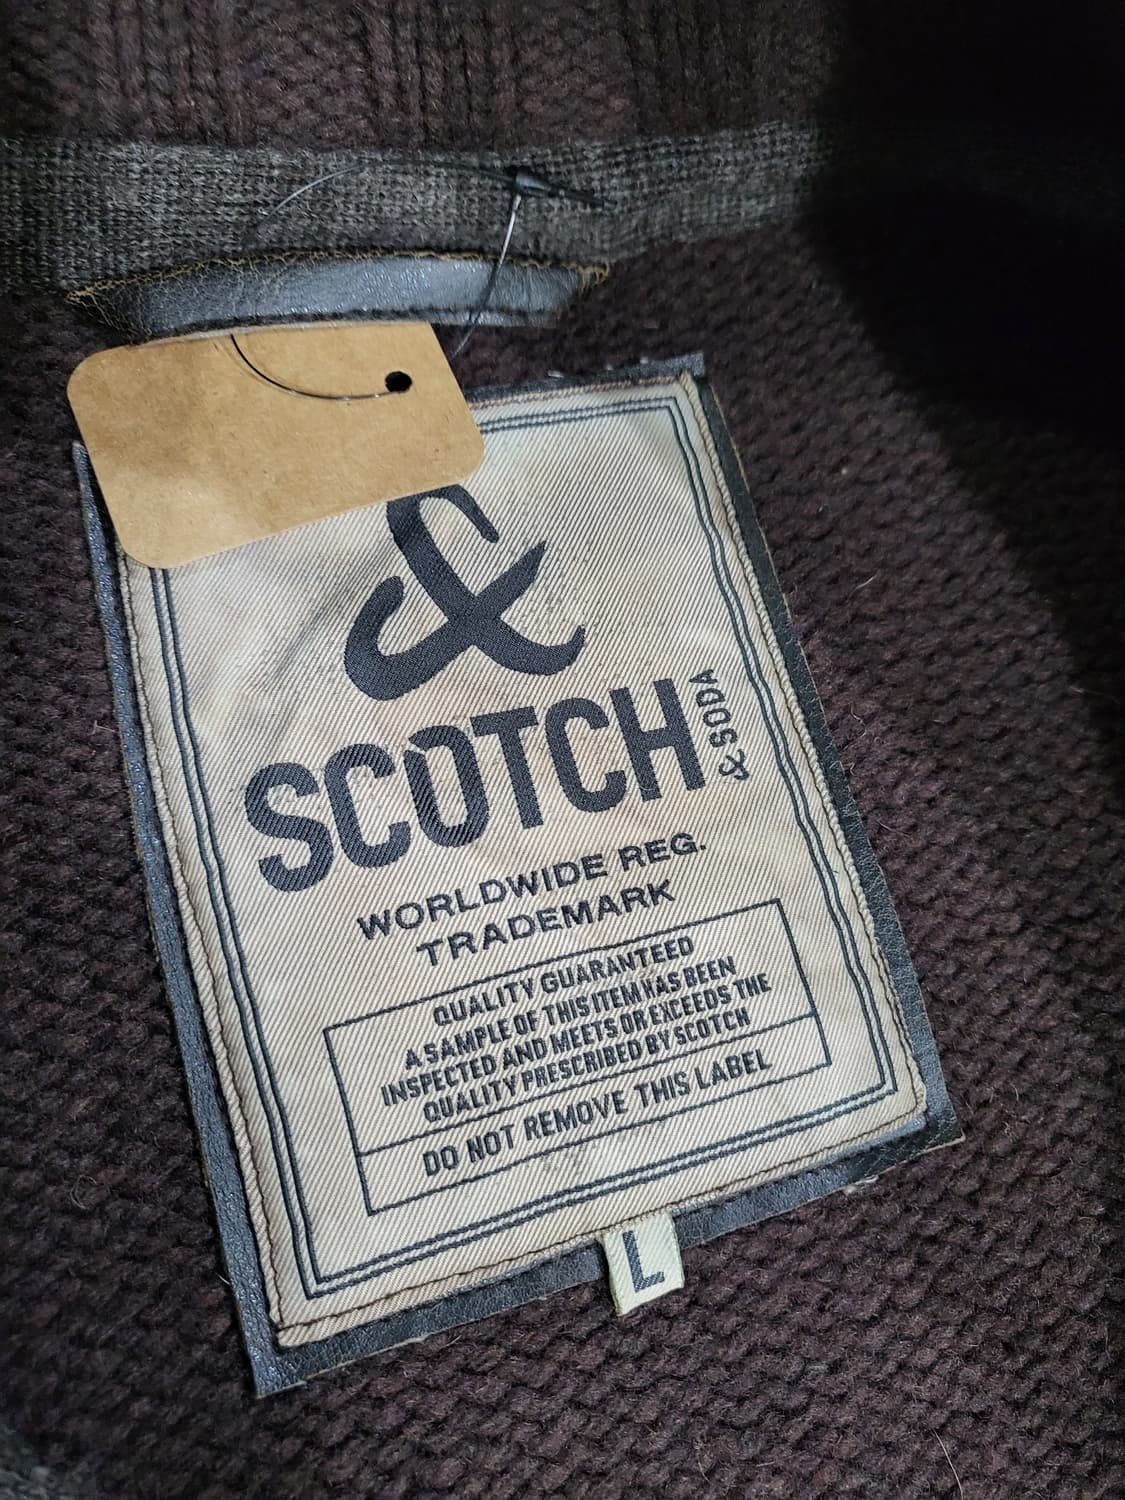 &
SCOTCH
& SODA
WORLDWIDE REG.
TRADEMARK
QUALITY GUARANTEED
A SAMPLE OF THIS ITEM HAS BEEN
INSPECTED AND MEETS OR EXCEEDS THE
QUALITY PRESCRIBED BY SCOTCH
DO NOT REMOVE THIS LABEL
L